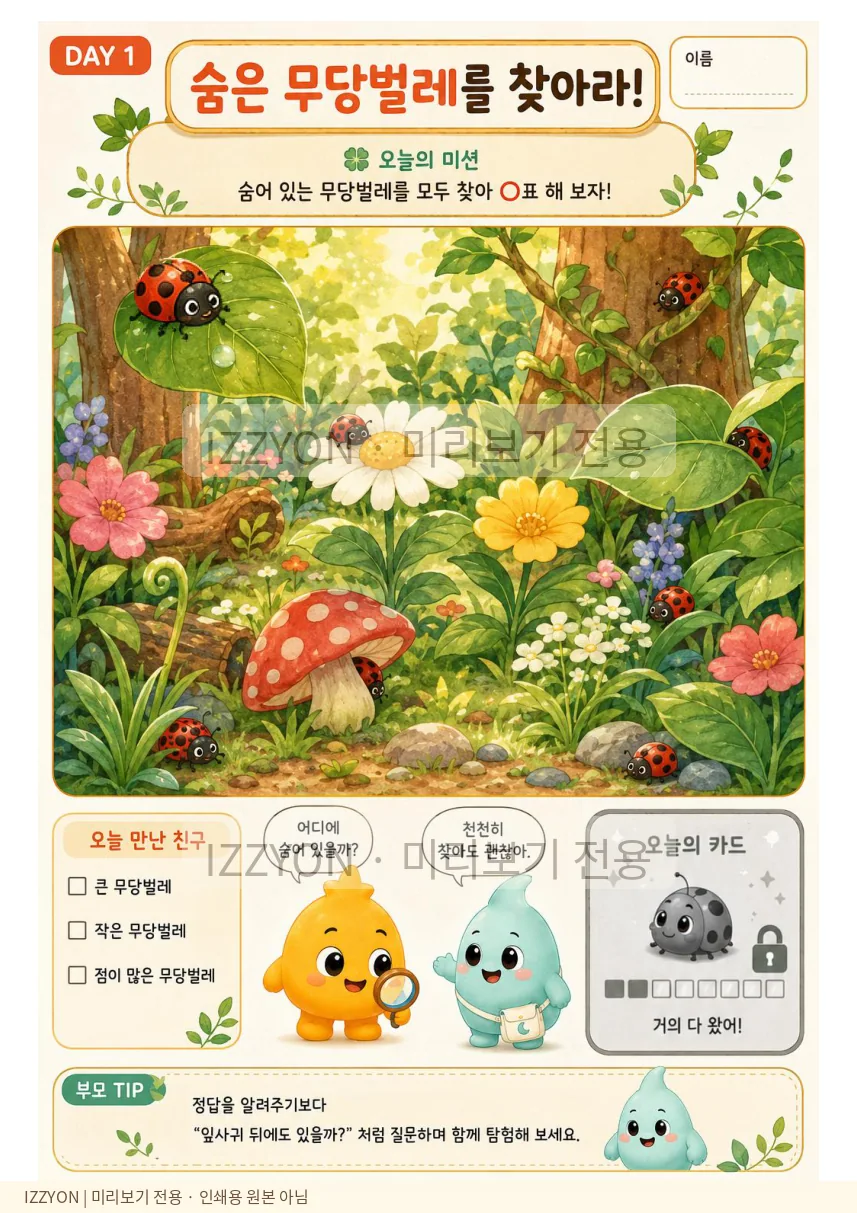 DAY 1
숨은 무당벌레를 찾아라!
이름
오늘의 미션
숨어 있는 무당벌레를 모두 찾아 ⭕표 해 보자!
IZZYON · 미리보기 전용
오늘 만난 친구
큰 무당벌레
작은 무당벌레
점이 많은 무당벌레
어디에
숨어 있을까?
천천히
찾아도 괜찮아.
IZZYON · 미리보기 전용
오늘의 카드
거의 다 왔어!
부모 TIP
정답을 알려주기보다
“잎사귀 뒤에도 있을까?” 처럼 질문하며 함께 탐험해 보세요.
IZZYON | 미리보기 전용 · 인쇄용 원본 아님